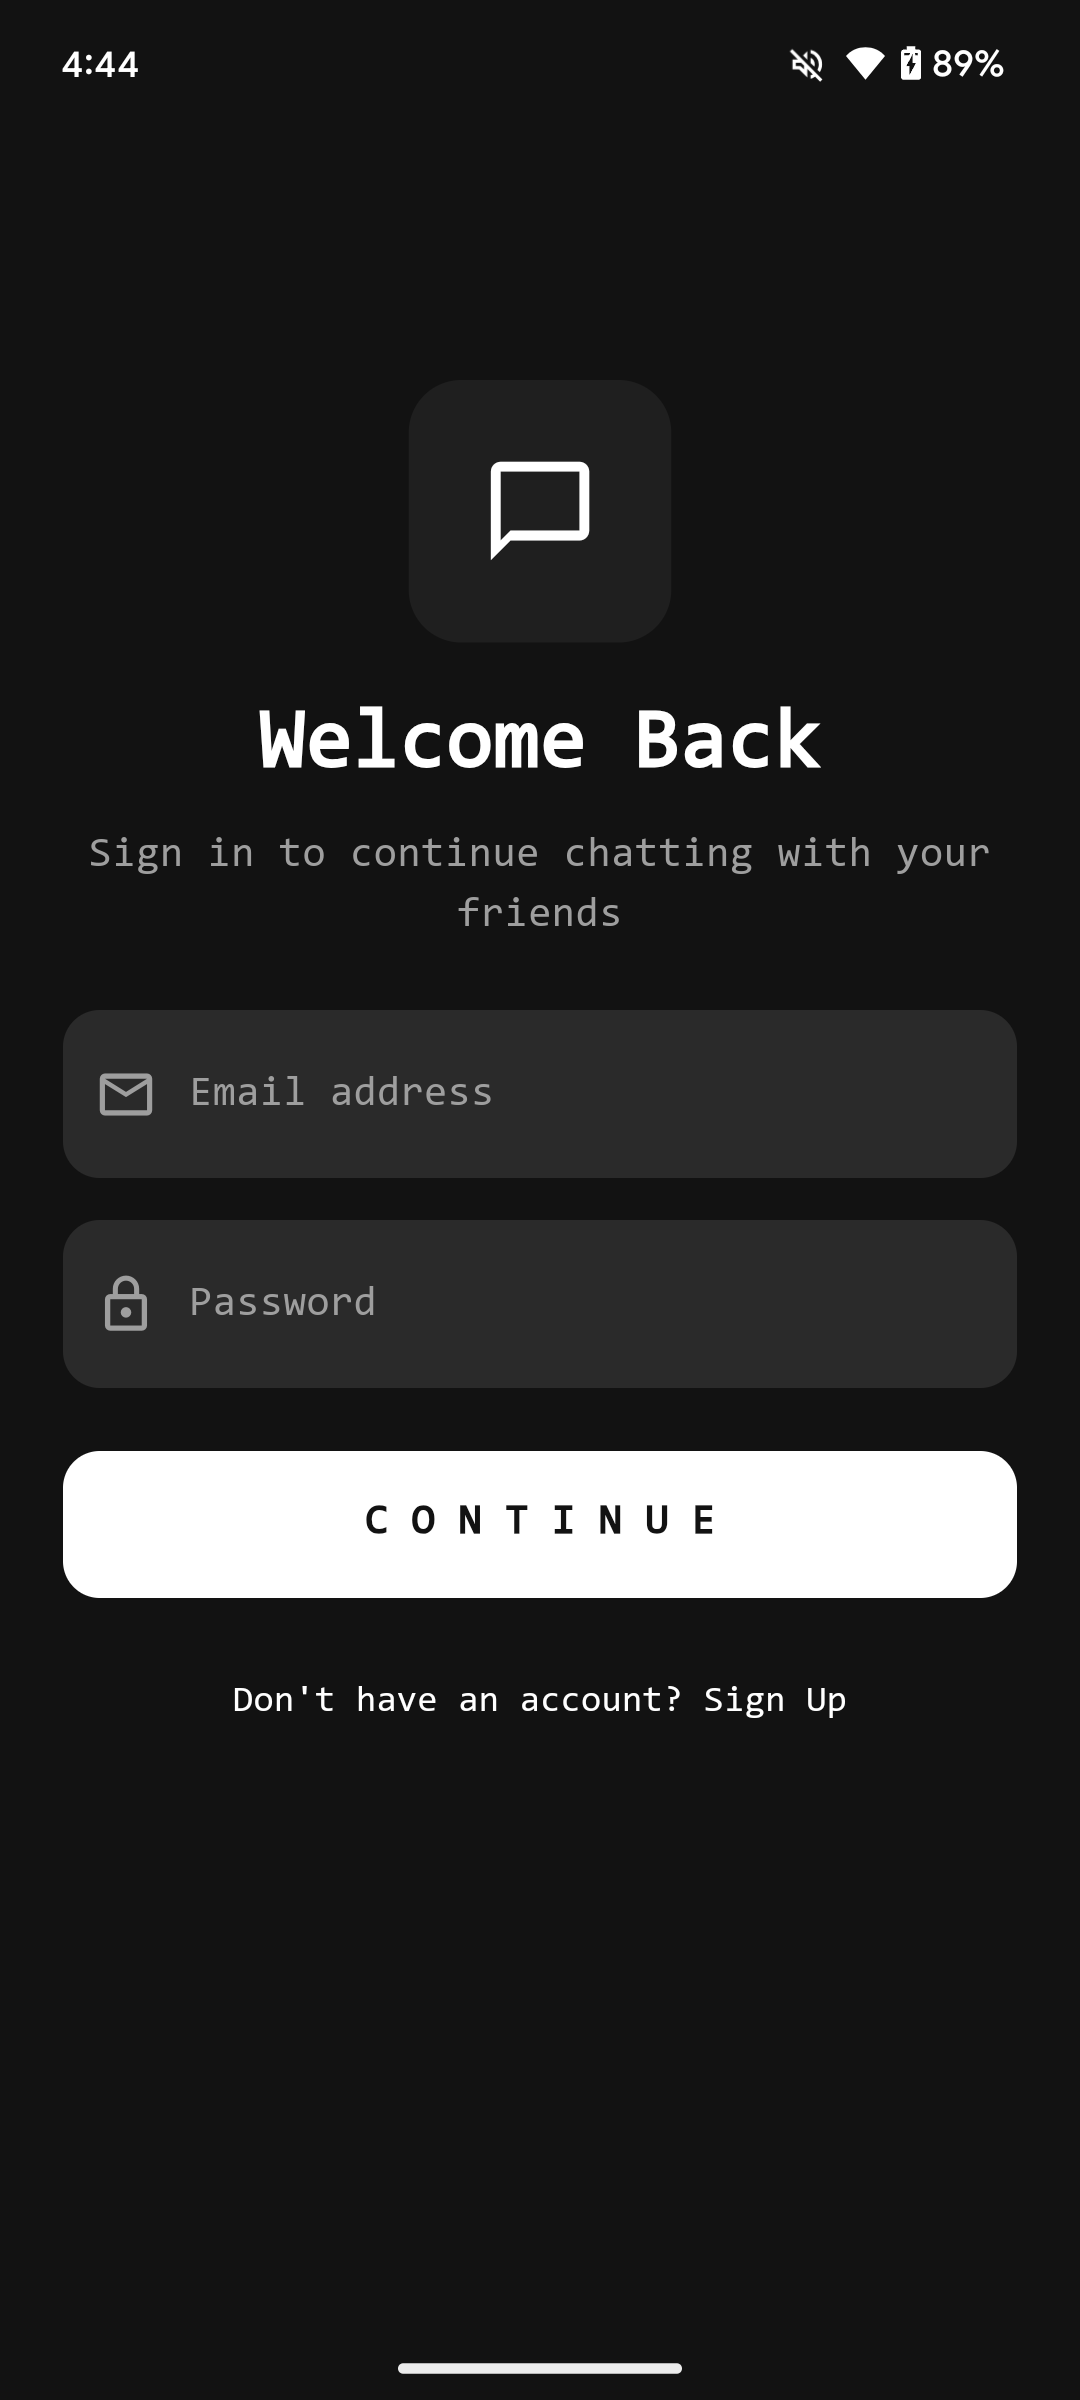 4:44
89%
Welcome Back
Sign in to continue chatting with your
friends
Email address
Password
CONTINUE
Don't have an account? Sign Up